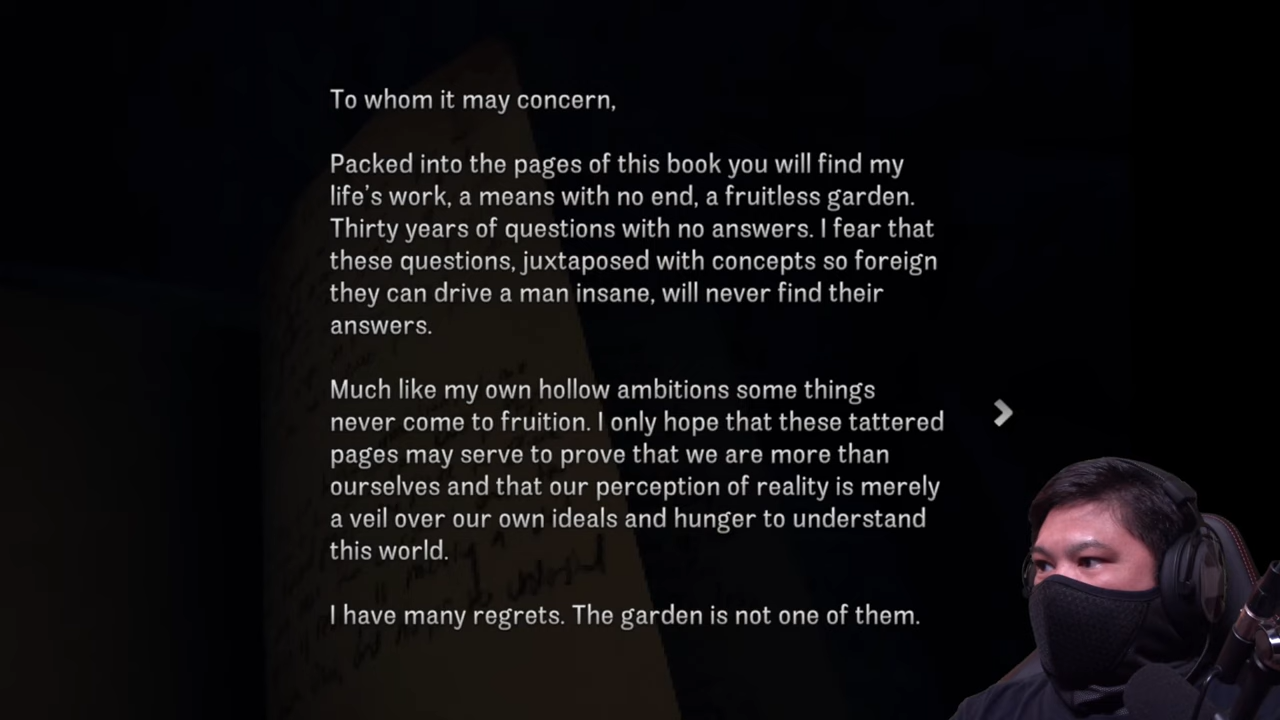 To whom it may concern,
Packed into the pages of this book you will find my
life's work, a means with no end, a fruitless garden.
Thirty years of questions with no answers. I fear that
these questions, juxtaposed with concepts so foreign
they can drive a man insane, will never find their
answers.
Much like my own hollow ambitions some things
never come to fruition. I only hope that these tattered
pages may serve to prove that we are more than
ourselves and that our perception of reality is merely
a veil over our own ideals and hunger to understand
this world.
I have many regrets. The garden is not one of them.